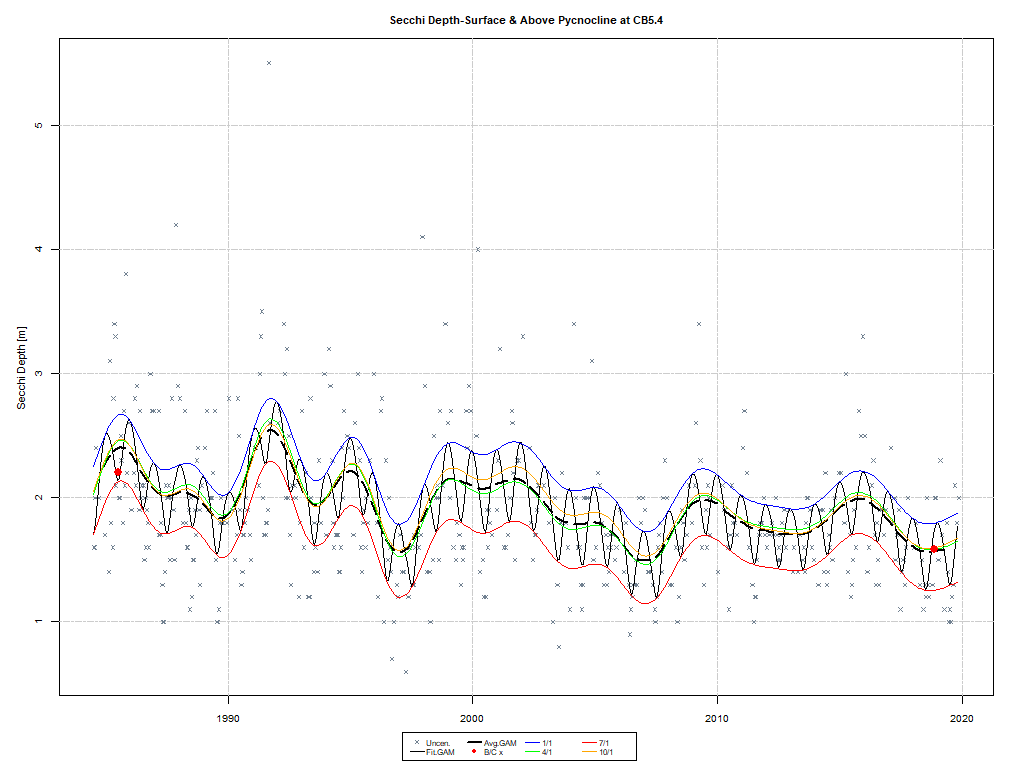 Secchi Depth-Surface & Above Pycnocline at CB5.4
Secchi Depth [m]
5
4
3
2
1
1990 2000 2010 2020
Uncen. Avg.GAM 1/1 7/1
Fit.GAM B/C x 4/1 10/1